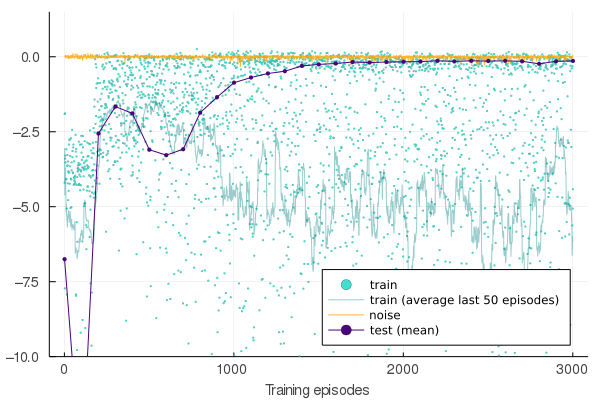 0.0
−2.5
−5.0
−7.5
−10.0
train
train (average last 50 episodes)
noise
test (mean)
0 1000 2000 3000
Training episodes